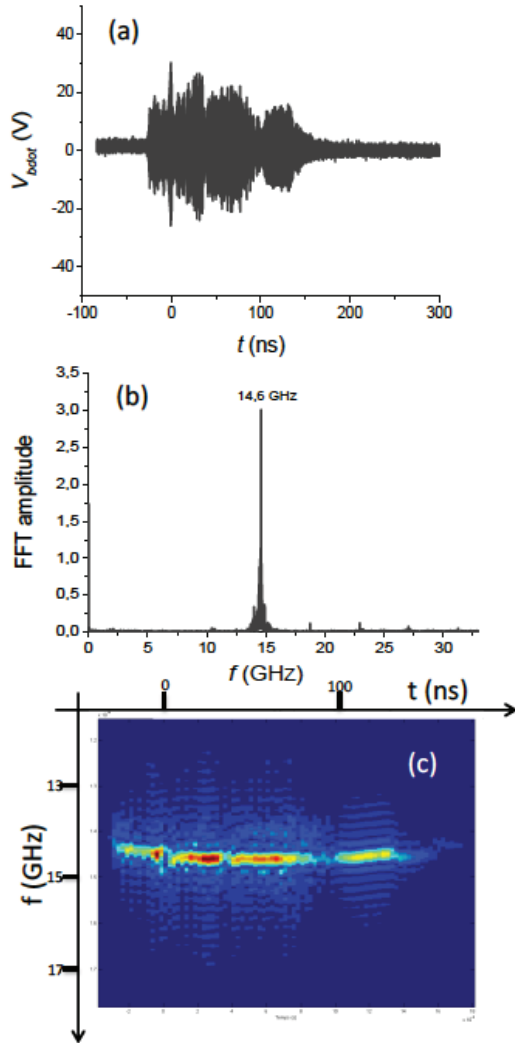 (a)
40
20
0
-20
-40
V_bdot (V)
-100 0 100 200 300
t (ns)
(b)
14,6 GHz
3,5
3,0
2,5
2,0
1,5
1,0
0,5
0,0
FFT amplitude
0 5 10 15 20 25 30
f (GHz)
0 100 t (ns)
(c)
13
15
17
f (GHz)